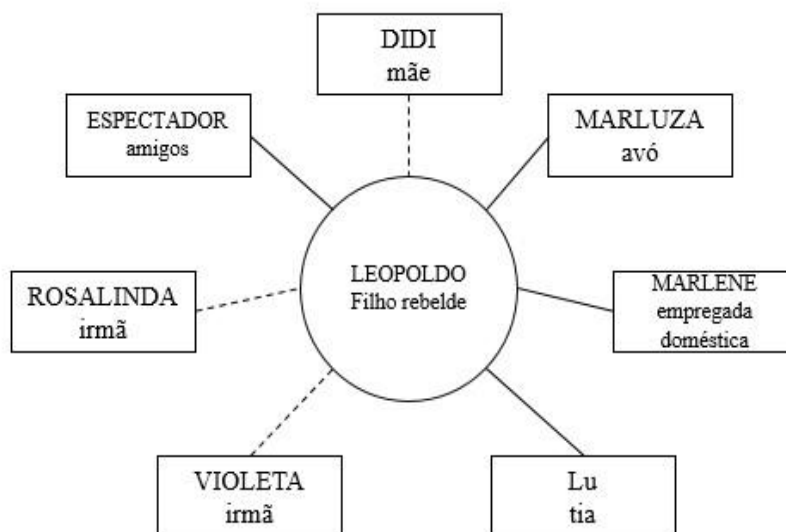 DIDI
mãe
ESPECTADOR
amigos
MARLUZA
avó
LEOPOLDO
Filho rebelde
ROSALINDA
irmã
MARLENE
empregada
doméstica
VIOLETA
irmã
Lu
tia